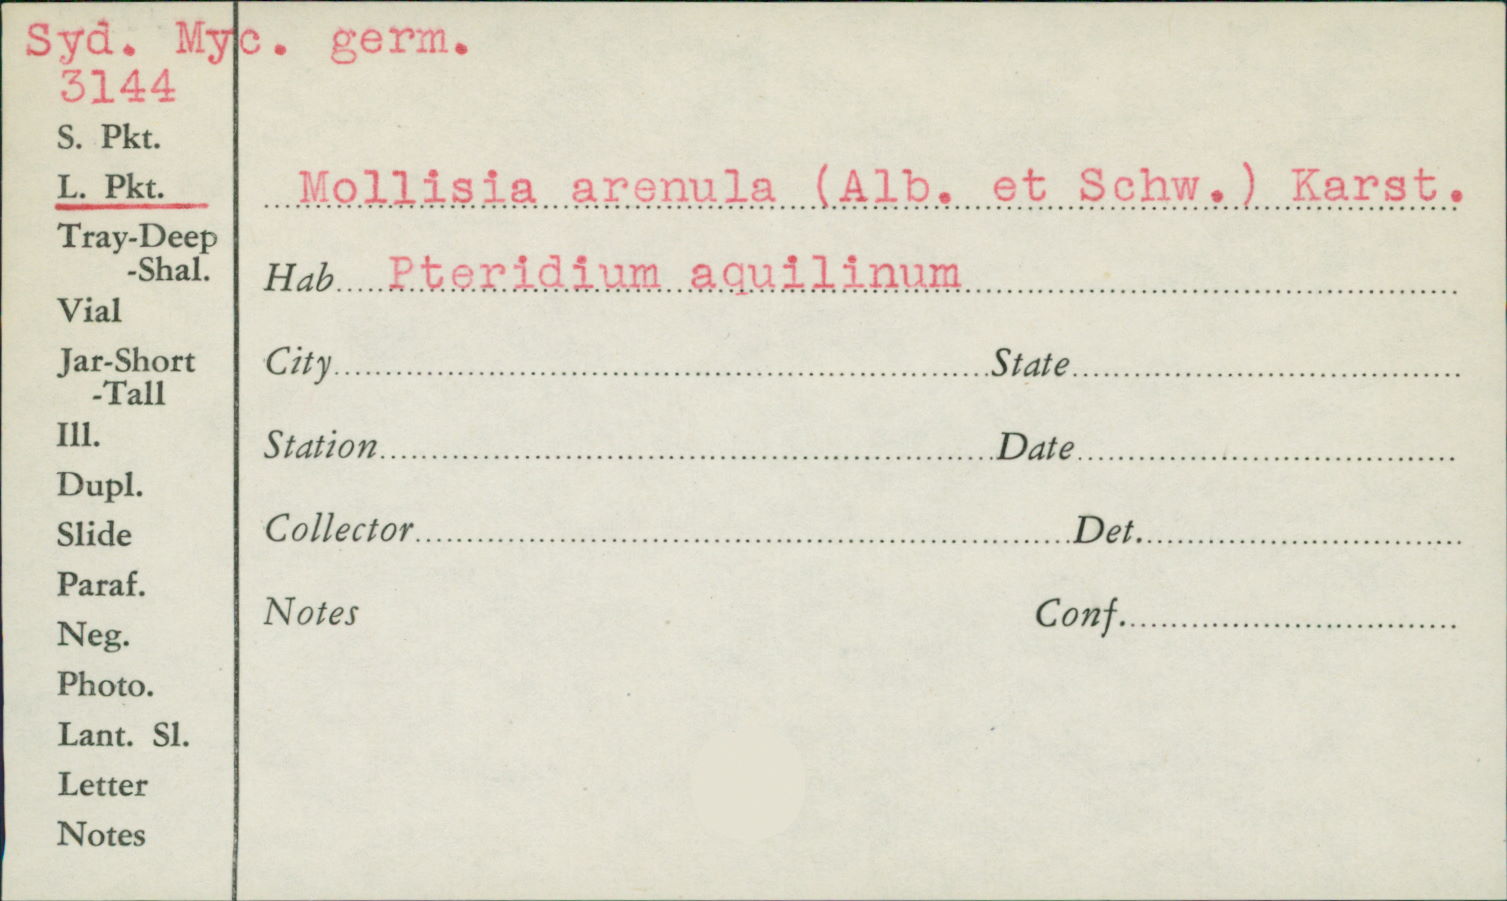 Syd. Myc. germ.
3144
S. Pkt.
L. Pkt.
Tray-Deep
-Shal.
Vial
Jar-Short
-Tall
Ill.
Dupl.
Slide
Paraf.
Neg.
Photo.
Lant. Sl.
Letter
Notes
Mollisia arenula (Alb. et Schw.) Karst.
Hab. Pteridium aquilinum
City State
Station Date
Collector Det.
Notes Conf.